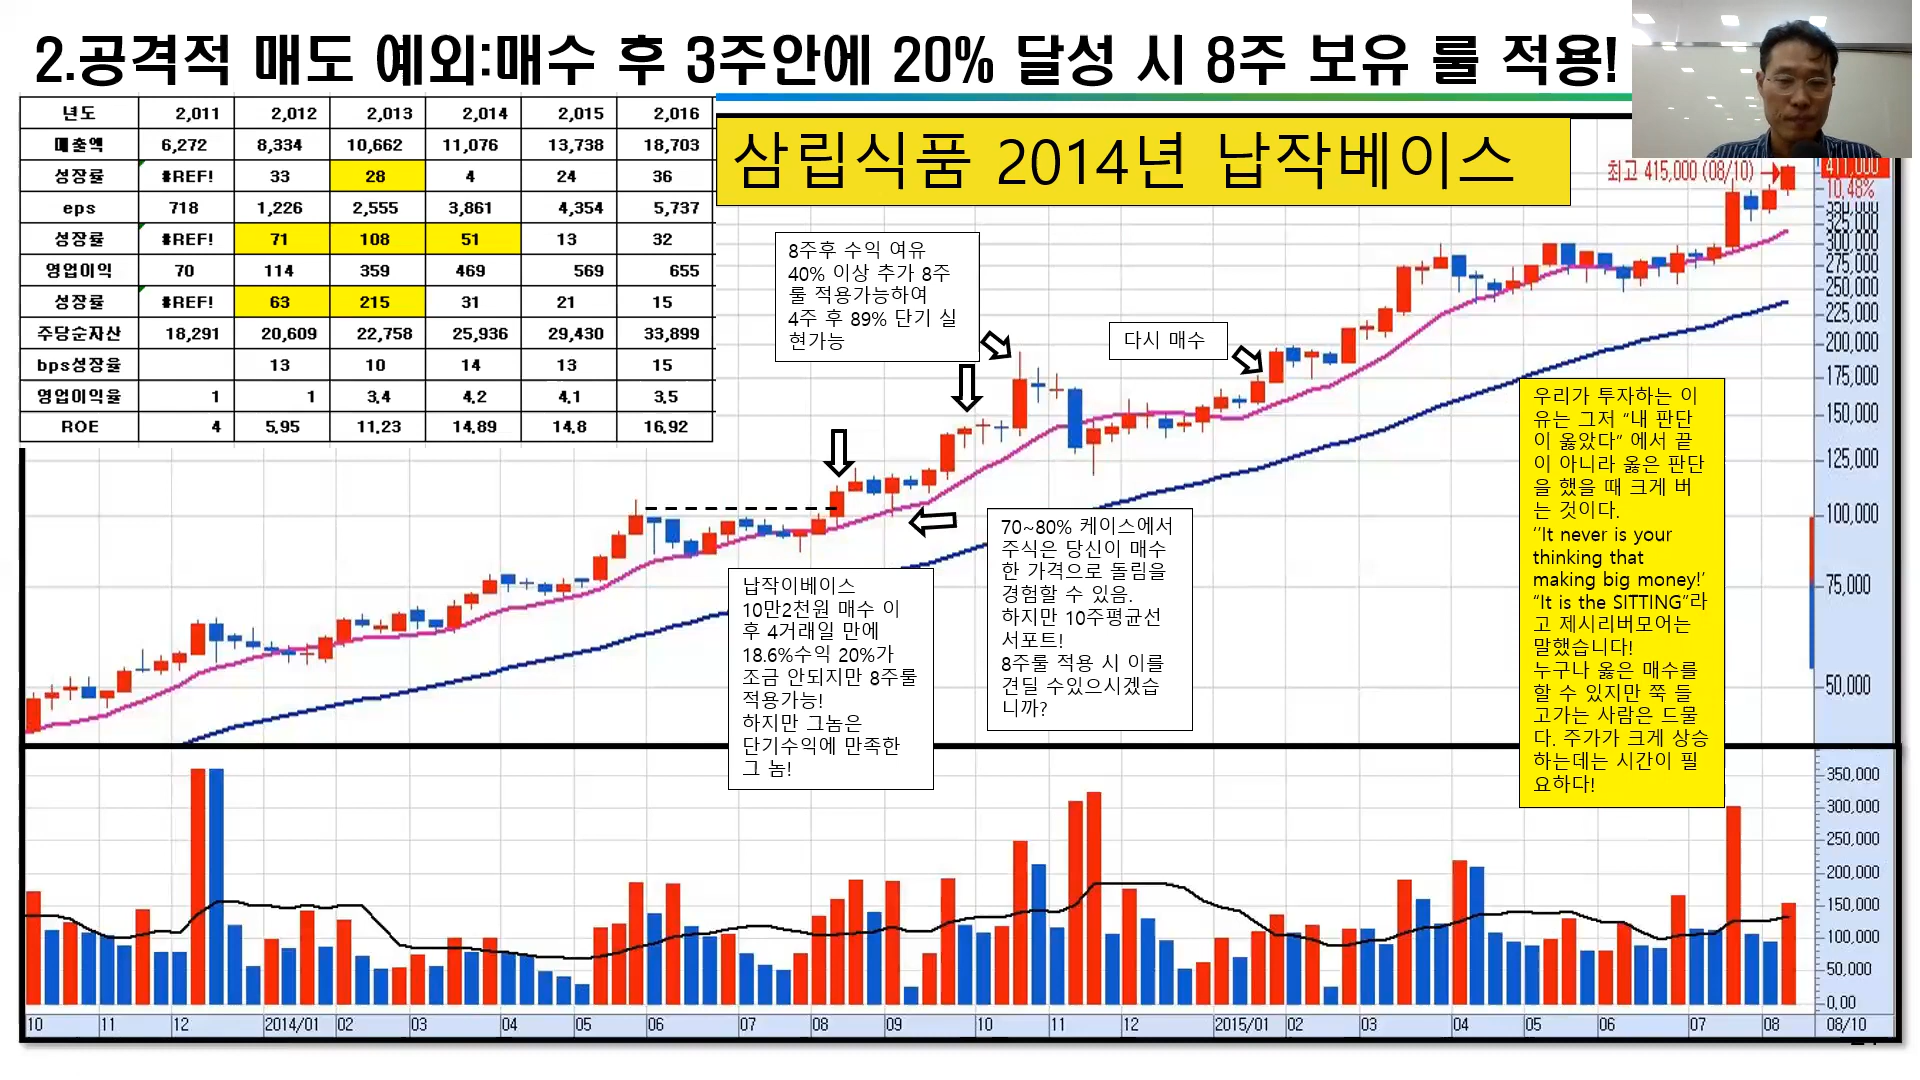 2.공격적 매도 예외:매수 후 3주안에 20% 달성 시 8주 보유 룰 적용!
년도 2,011 2,012 2,013 2,014 2,015 2,016
매출액 6,272 8,334 10,662 11,076 13,738 18,703
성장률 #REF! 33 28 4 24 36
eps 718 1,226 2,555 3,861 4,354 5,737
성장률 #REF! 71 108 51 13 32
영업이익 70 114 359 469 569 655
성장률 #REF! 63 215 31 21 15
주당순자산 18,291 20,609 22,758 25,936 29,430 33,899
bps성장율 13 10 14 13 15
영업이익율 1 1 3.4 4.2 4.1 3.5
ROE 4 5.95 11.23 14.89 14.8 16.92
삼립식품 2014년 납작베이스
최고 415,000 (08/10)
411,000
10.48%
8주후 수익 여유
40% 이상 추가 8주
룰 적용가능하여
4주 후 89% 단기 실
현가능
다시 매수
납작이베이스
10만2천원 매수 이
후 4거래일 만에
18.6%수익 20%가
조금 안되지만 8주룰
적용가능!
하지만 그놈은
단기수익에 만족한
그 놈!
70~80% 케이스에서
주식은 당신이 매수
한 가격으로 돌림을
경험할 수 있음.
하지만 10주평균선
서포트!
8주룰 적용 시 이를
견딜 수있으시겠습
니까?
우리가 투자하는 이
유는 그저 “내 판단
이 옳았다” 에서 끝
이 아니라 옳은 판단
을 했을 때 크게 버
는 것이다.
‘‘It never is your
thinking that
making big money!’
“It is the SITTING”라
고 제시리버모어는
말했습니다!
누구나 옳은 매수를
할 수 있지만 쭉 들
고가는 사람은 드물
다. 주가가 크게 상승
하는데는 시간이 필
요하다!
325,000
300,000
275,000
250,000
225,000
200,000
175,000
150,000
125,000
100,000
75,000
50,000
350,000
300,000
250,000
200,000
150,000
100,000
50,000
0,00
10 11 12 2014/01 02 03 04 05 06 07 08 09 10 11 12 2015/01 02 03 04 05 06 07 08 08/10